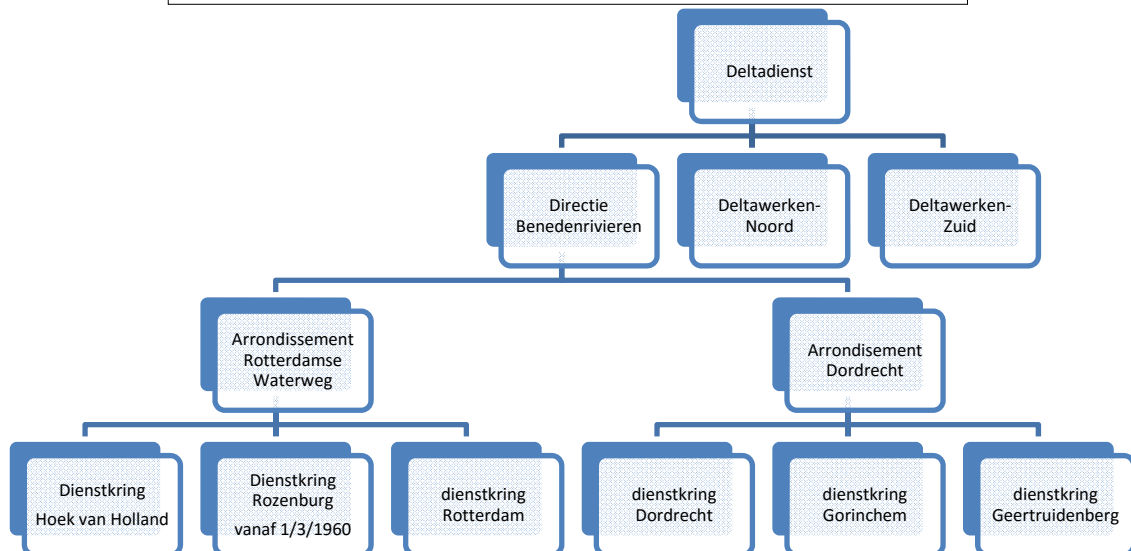 Deltadienst
Directie
Benedenrivieren
Deltawerken-
Noord
Deltawerken-
Zuid
Arrondissement
Rotterdamse
Waterweg
Arrondisement
Dordrecht
Dienstkring
Hoek van Holland
Dienstkring
Rozenburg
vanaf 1/3/1960
dienstkring
Rotterdam
dienstkring
Dordrecht
dienstkring
Gorinchem
dienstkring
Geertruidenberg